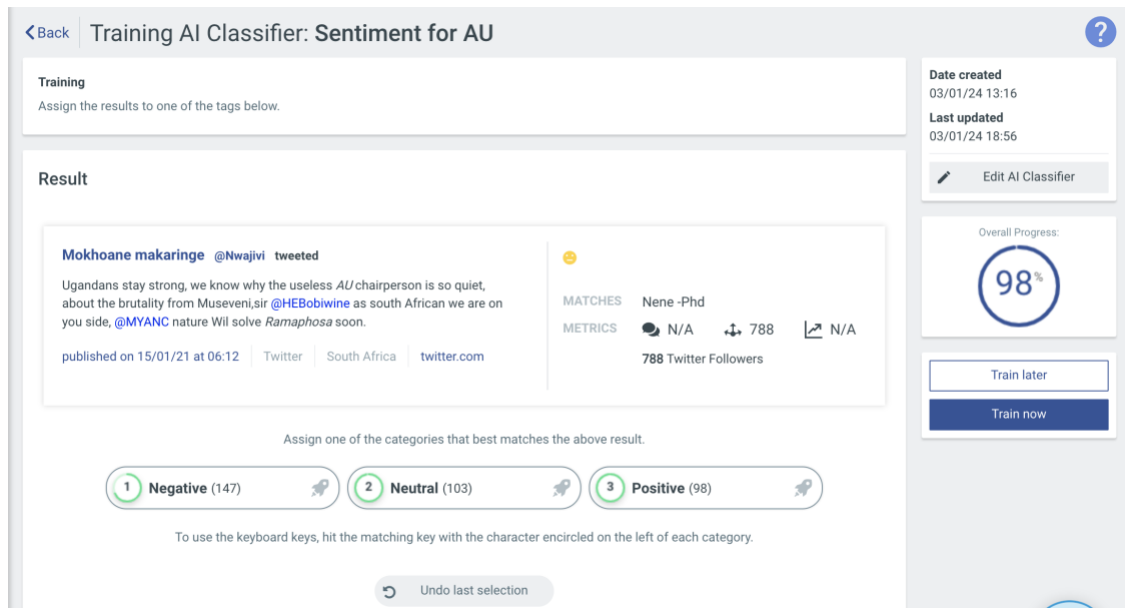 Back
Training AI Classifier: Sentiment for AU
?
Training
Assign the results to one of the tags below.
Date created
03/01/24 13:16
Last updated
03/01/24 18:56
Edit AI Classifier
Result
Overall Progress:
98%
Mokhoane makaringe @Nwajivi tweeted
Ugandans stay strong, we know why the useless AU chairperson is so quiet,
about the brutality from Museveni,sir @HEBobiwine as south African we are on
you side, @MYANC nature Wil solve Ramaphosa soon.
published on 15/01/21 at 06:12 Twitter South Africa twitter.com
MATCHES Nene -Phd
METRICS N/A 788 N/A
788 Twitter Followers
Train later
Train now
Assign one of the categories that best matches the above result.
1 Negative (147) 2 Neutral (103) 3 Positive (98)
To use the keyboard keys, hit the matching key with the character encircled on the left of each category.
Undo last selection